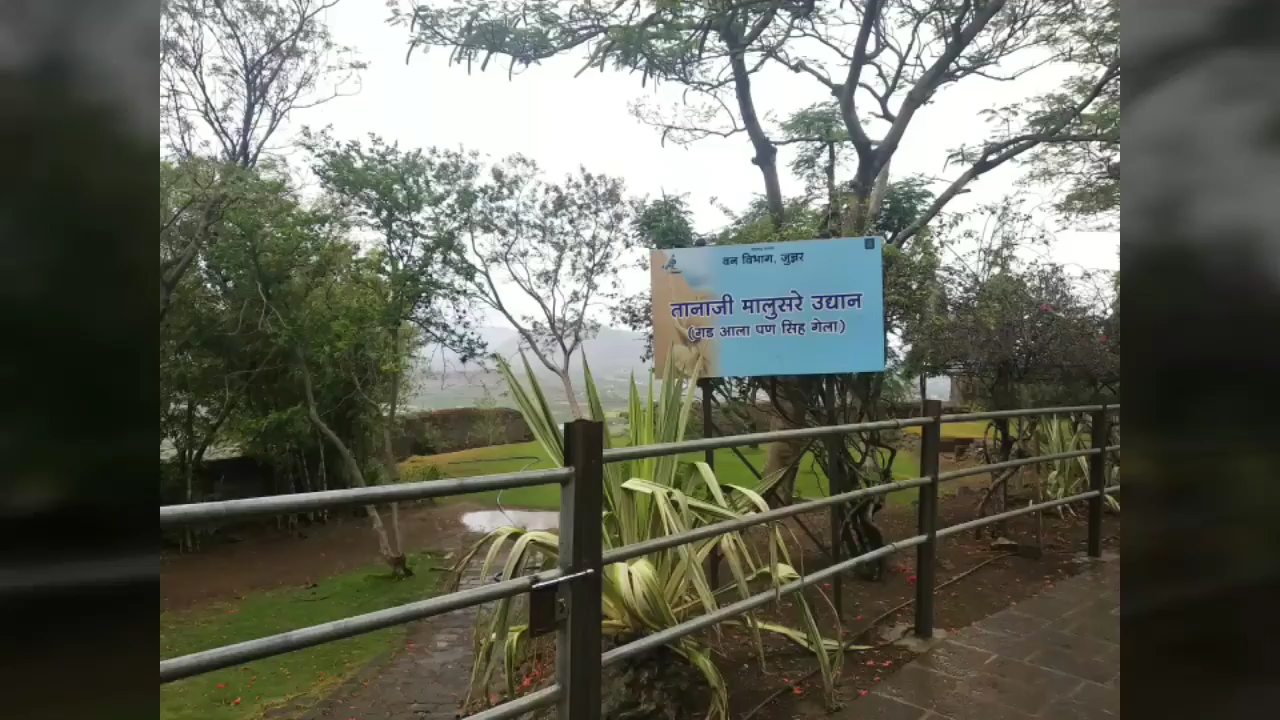 वन विभाग, जुन्नर
तानाजी मालुसरे उद्यान
(गड आला पण सिंह गेला)